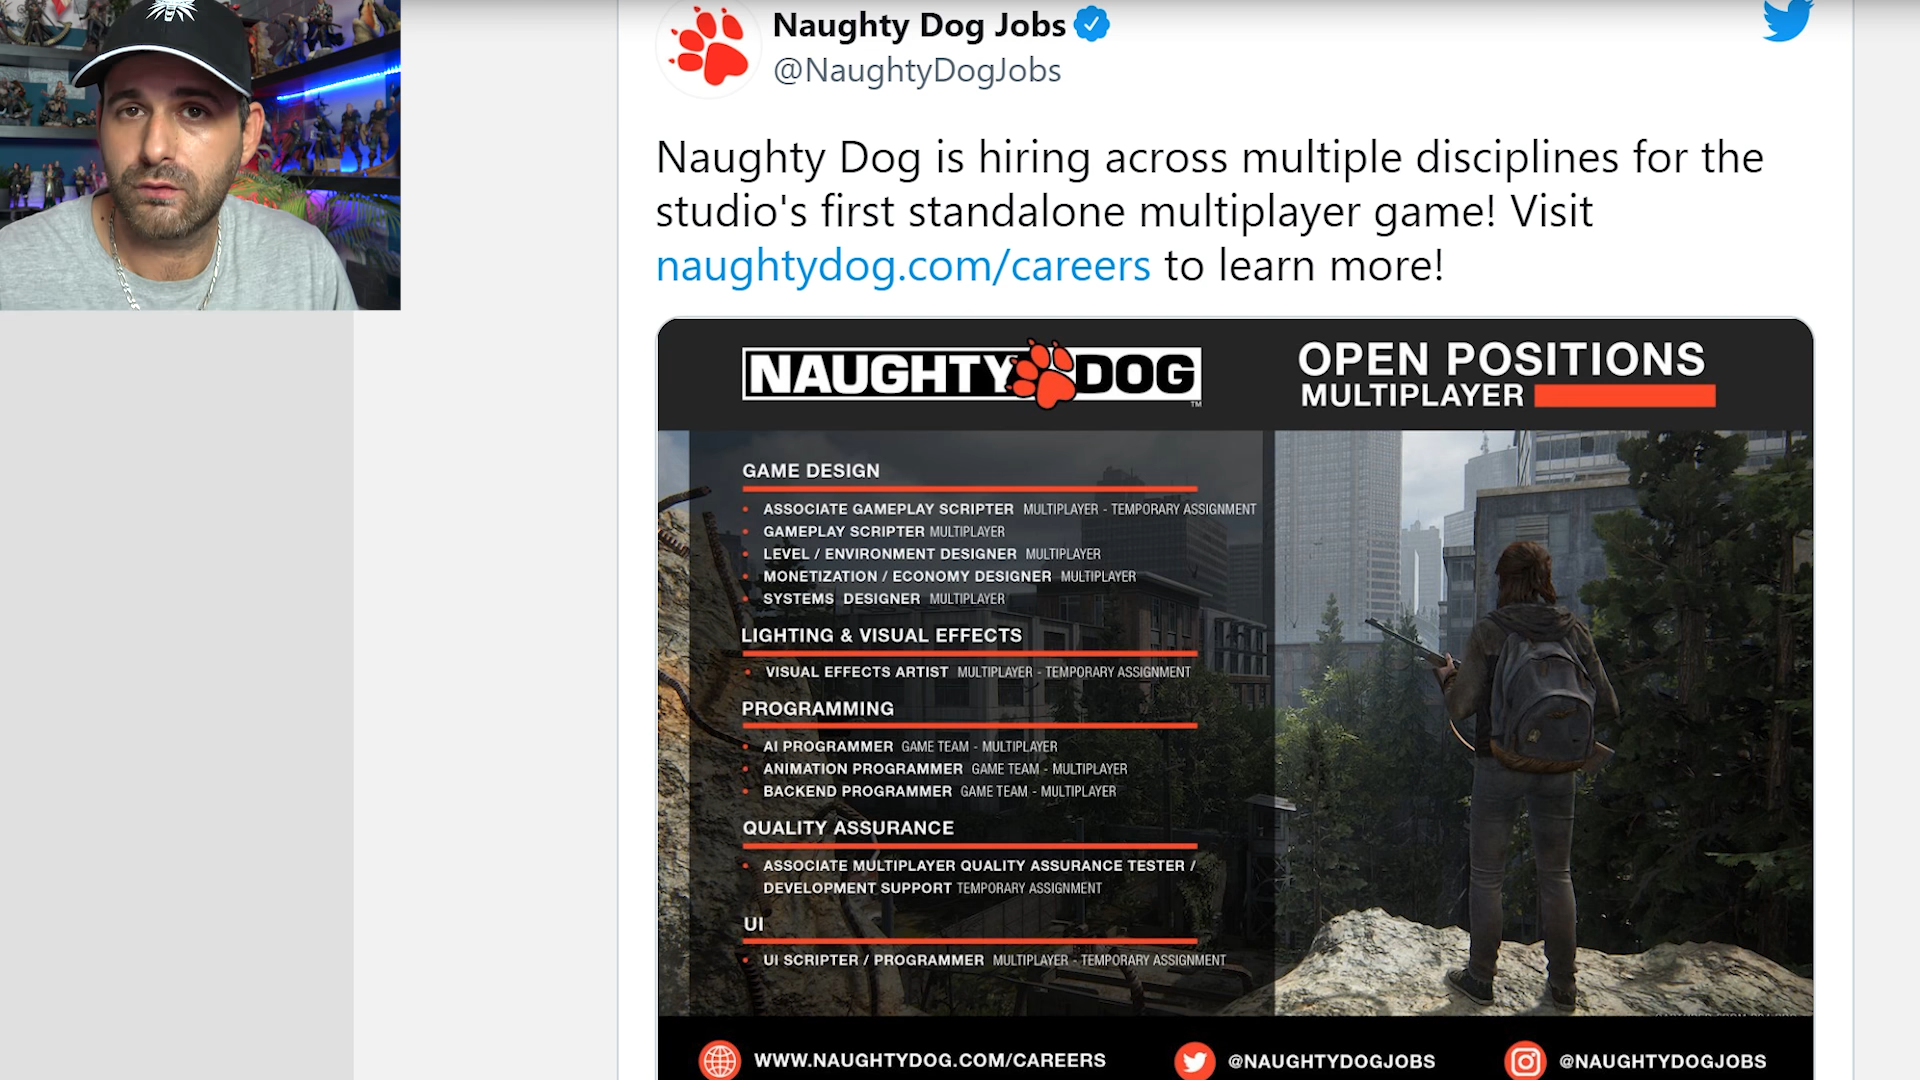 Naughty Dog Jobs
@NaughtyDogJobs
Naughty Dog is hiring across multiple disciplines for the
studio's first standalone multiplayer game! Visit
naughtydog.com/careers to learn more!
NAUGHTY DOG
TM
OPEN POSITIONS
MULTIPLAYER
GAME DESIGN
• ASSOCIATE GAMEPLAY SCRIPTER MULTIPLAYER - TEMPORARY ASSIGNMENT
• GAMEPLAY SCRIPTER MULTIPLAYER
• LEVEL / ENVIRONMENT DESIGNER MULTIPLAYER
• MONETIZATION / ECONOMY DESIGNER MULTIPLAYER
• SYSTEMS DESIGNER MULTIPLAYER
LIGHTING & VISUAL EFFECTS
• VISUAL EFFECTS ARTIST MULTIPLAYER - TEMPORARY ASSIGNMENT
PROGRAMMING
• AI PROGRAMMER GAME TEAM - MULTIPLAYER
• ANIMATION PROGRAMMER GAME TEAM - MULTIPLAYER
• BACKEND PROGRAMMER GAME TEAM - MULTIPLAYER
QUALITY ASSURANCE
• ASSOCIATE MULTIPLAYER QUALITY ASSURANCE TESTER /
DEVELOPMENT SUPPORT TEMPORARY ASSIGNMENT
UI
• UI SCRIPTER / PROGRAMMER MULTIPLAYER - TEMPORARY ASSIGNMENT
WWW.NAUGHTYDOG.COM/CAREERS
@NAUGHTYDOGJOBS
@NAUGHTYDOGJOBS